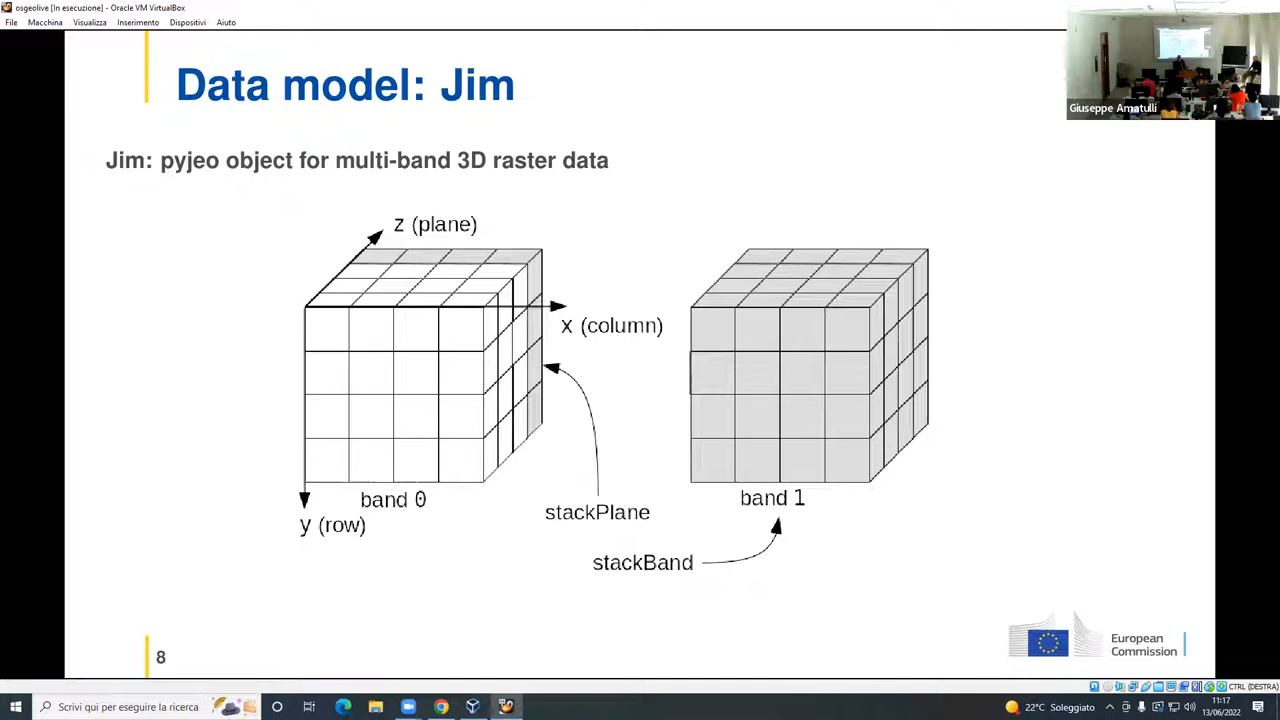 osgeolive [In esecuzione] - Oracle VM VirtualBox
File Macchina Visualizza Inserimento Dispositivi Aiuto
Giuseppe Amatulli
Data model: Jim
Jim: pyjeo object for multi-band 3D raster data
z (plane)
x (column)
band 0
y (row)
stackPlane
band 1
stackBand
8
European
Commission
CTRL (DESTRA)
Scrivi qui per eseguire la ricerca
22°C Soleggiato
11:17
13/06/2022